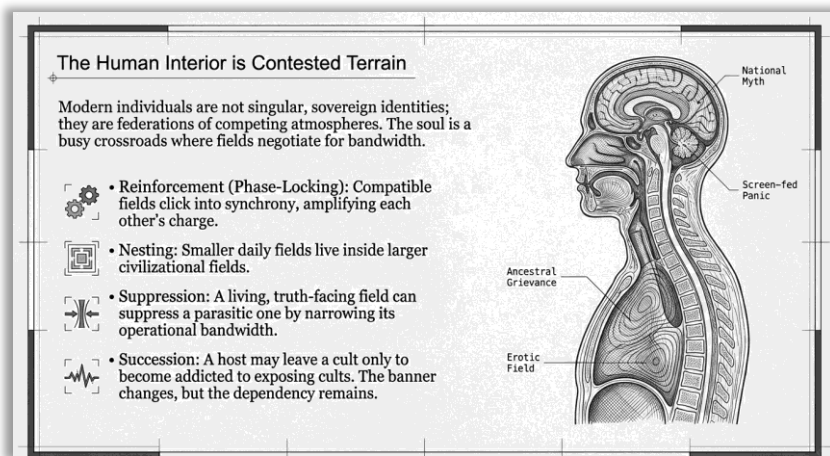 The Human Interior is Contested Terrain
Modern individuals are not singular, sovereign identities;
they are federations of competing atmospheres. The soul is a
busy crossroads where fields negotiate for bandwidth.
• Reinforcement (Phase-Locking): Compatible
fields click into synchrony, amplifying each
other's charge.
• Nesting: Smaller daily fields live inside larger
civilizational fields.
• Suppression: A living, truth-facing field can
suppress a parasitic one by narrowing its
operational bandwidth.
• Succession: A host may leave a cult only to
become addicted to exposing cults. The banner
changes, but the dependency remains.
National
Myth
Screen-fed
Panic
Ancestral
Grievance
Erotic
Field